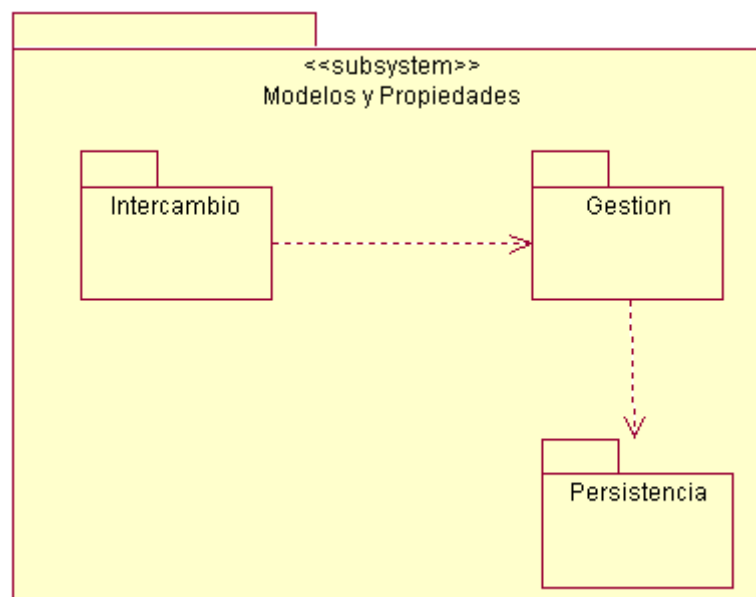 <<subsystem>>
Modelos y Propiedades
Intercambio
Gestion
Persistencia